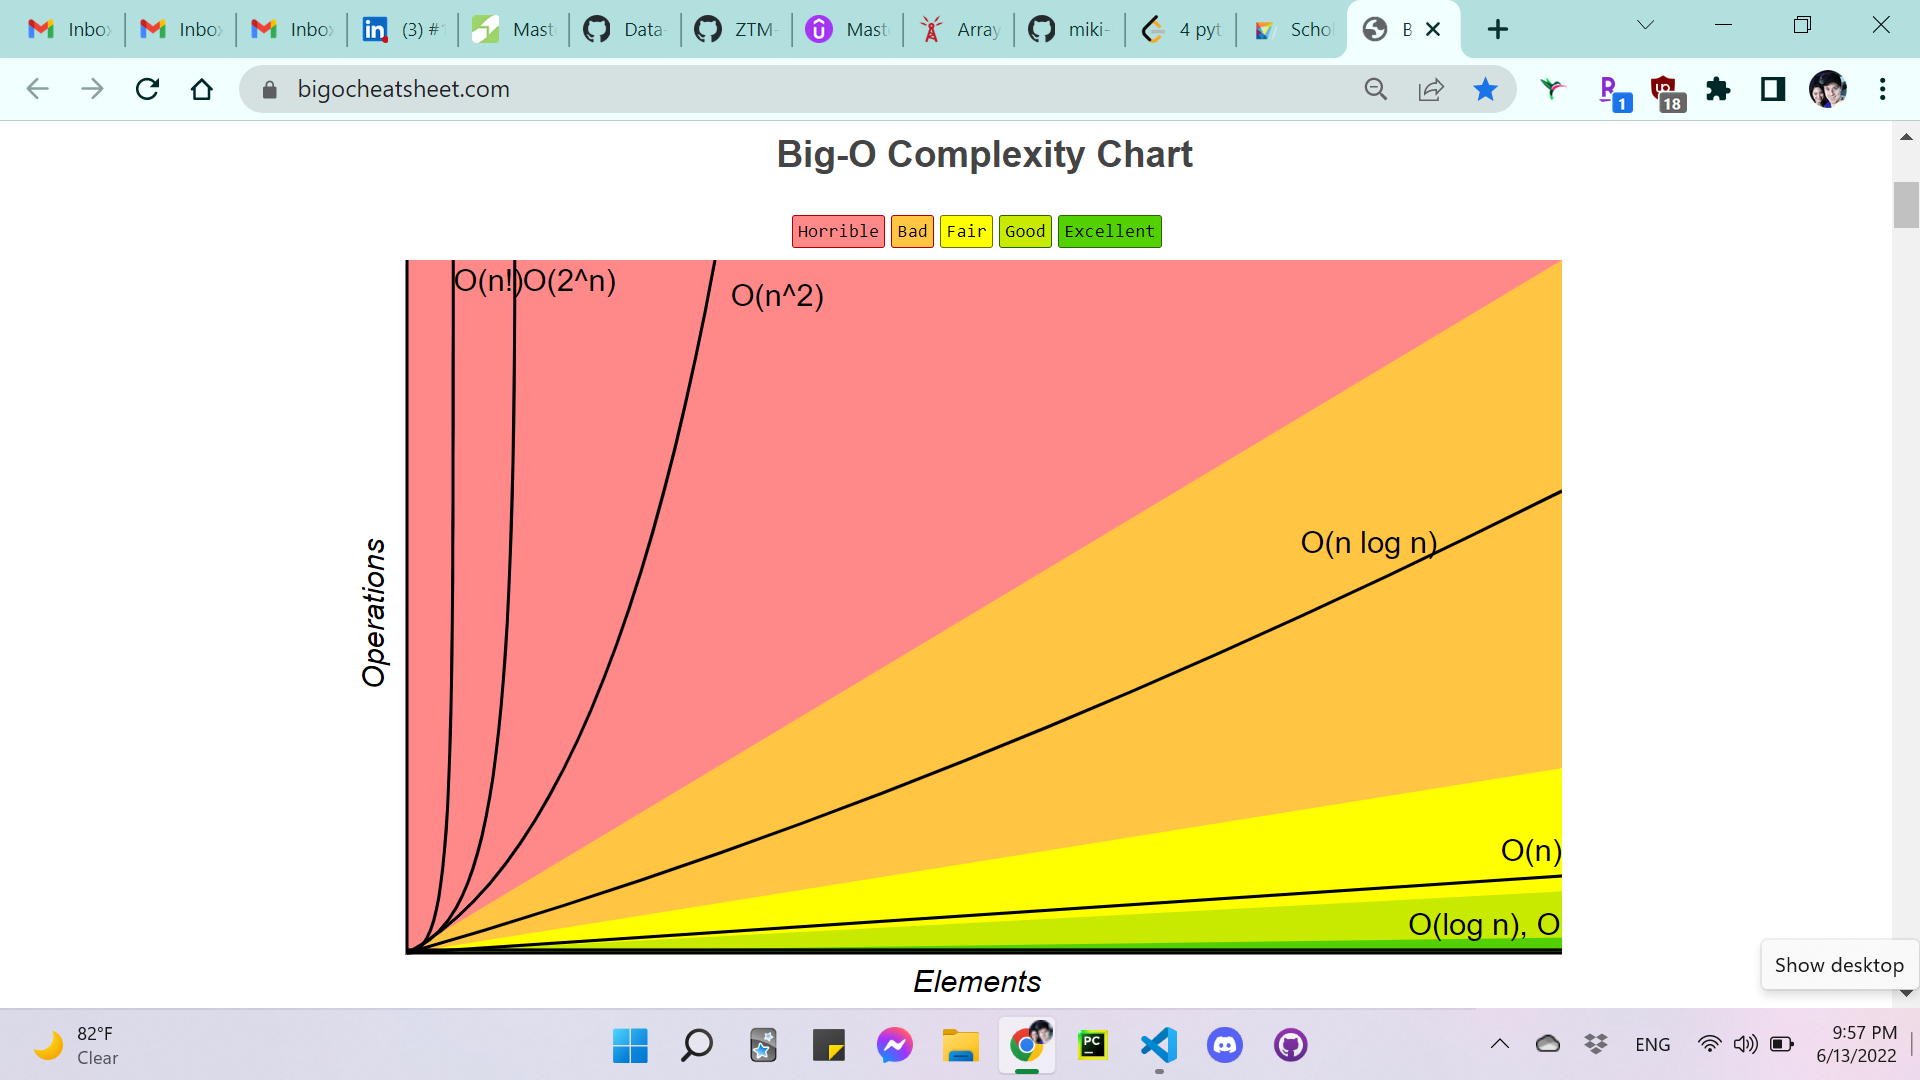 Inbox Inbox Inbox (3) # Mast Data- ZTM- Mast Array miki- 4 pyt Schol B
bigocheatsheet.com
1 18
Big-O Complexity Chart
Horrible Bad Fair Good Excellent
O(n!) O(2^n) O(n^2)
O(n log n)
O(n)
O(log n), O
Operations
Elements
Show desktop
82°F
Clear
PC
ENG
9:57 PM
6/13/2022